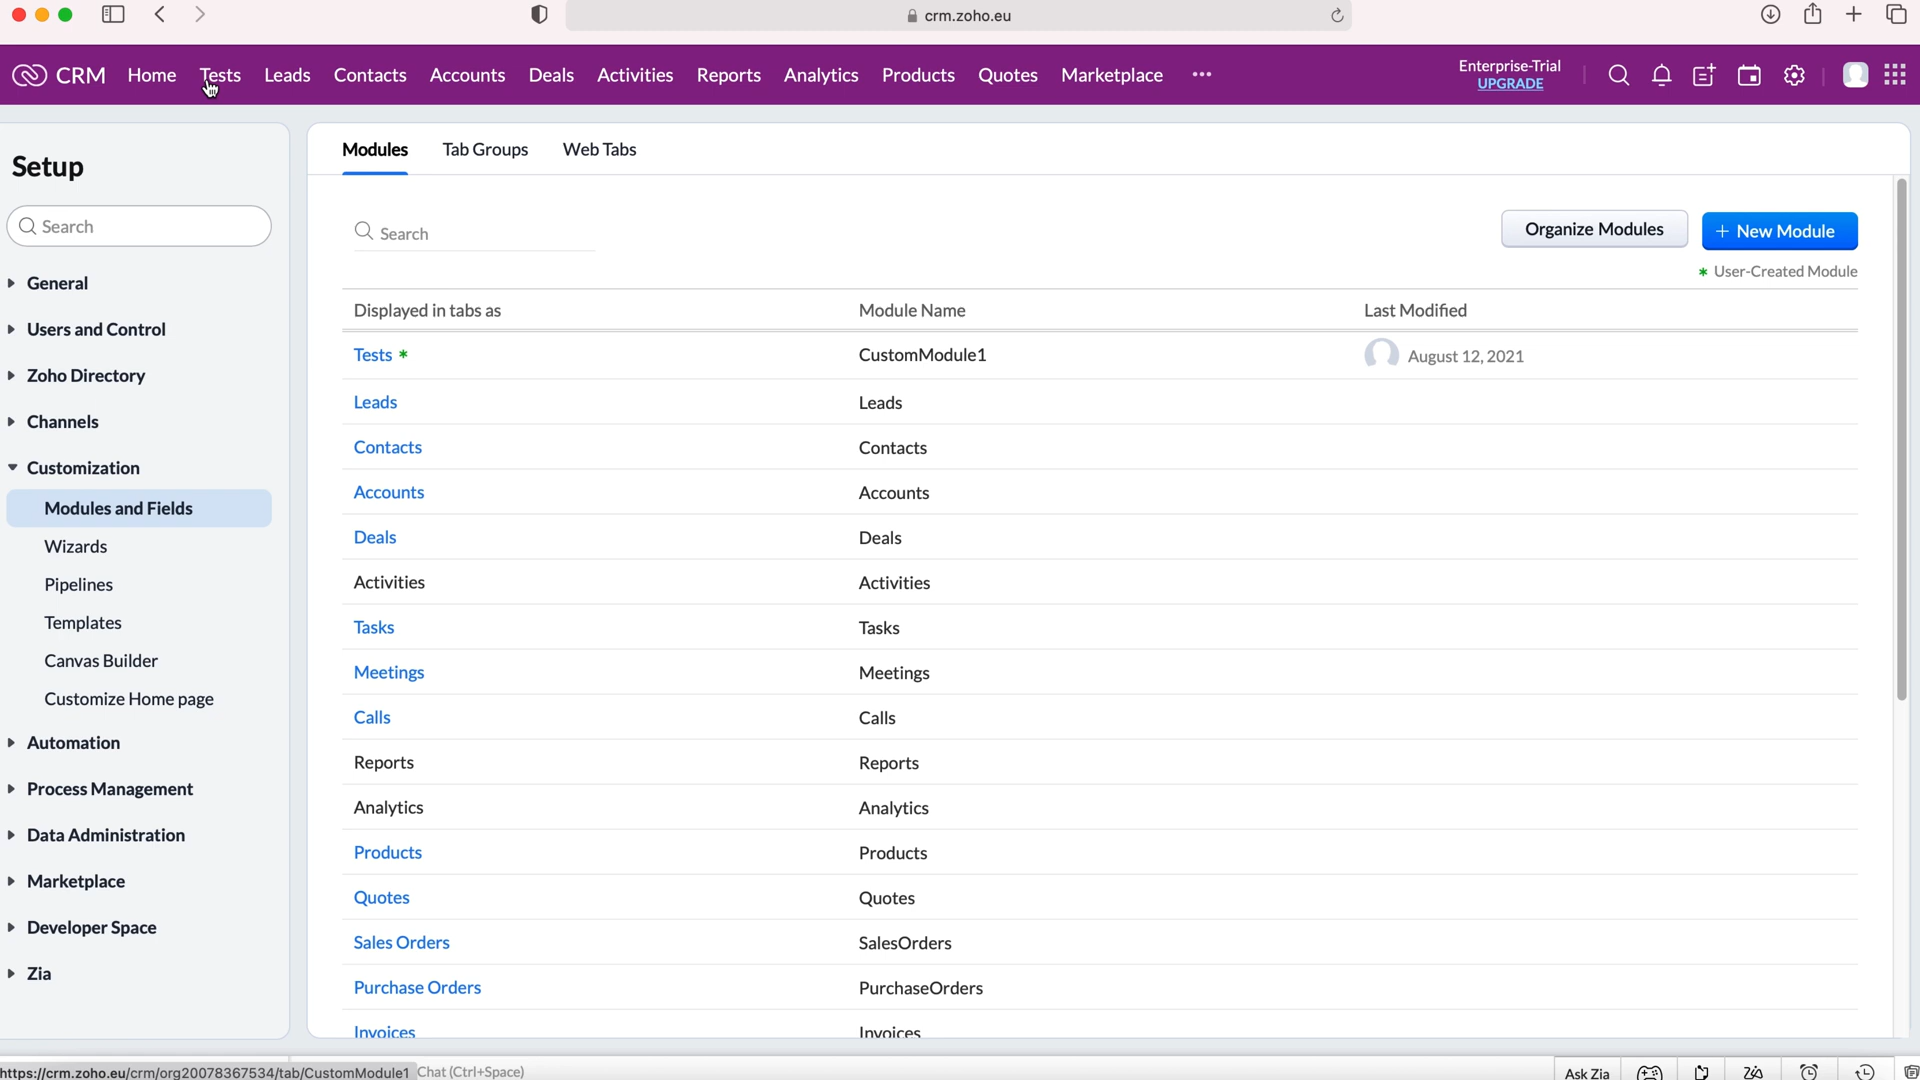 crm.zoho.eu
CRM Home Tests Leads Contacts Accounts Deals Activities Reports Analytics Products Quotes Marketplace
Enterprise-Trial
UPGRADE
Setup
Search
General
Users and Control
Zoho Directory
Channels
Customization
Modules and Fields
Wizards
Pipelines
Templates
Canvas Builder
Customize Home page
Automation
Process Management
Data Administration
Marketplace
Developer Space
Zia
Modules Tab Groups Web Tabs
Search
Organize Modules
+ New Module
* User-Created Module
Displayed in tabs as Module Name Last Modified
Tests * CustomModule1 August 12, 2021
Leads Leads
Contacts Contacts
Accounts Accounts
Deals Deals
Activities Activities
Tasks Tasks
Meetings Meetings
Calls Calls
Reports Reports
Analytics Analytics
Products Products
Quotes Quotes
Sales Orders SalesOrders
Purchase Orders PurchaseOrders
Invoices Invoices
https://crm.zoho.eu/crm/org20078367534/tab/CustomModule1 Chat (Ctrl+Space)
Ask Zia